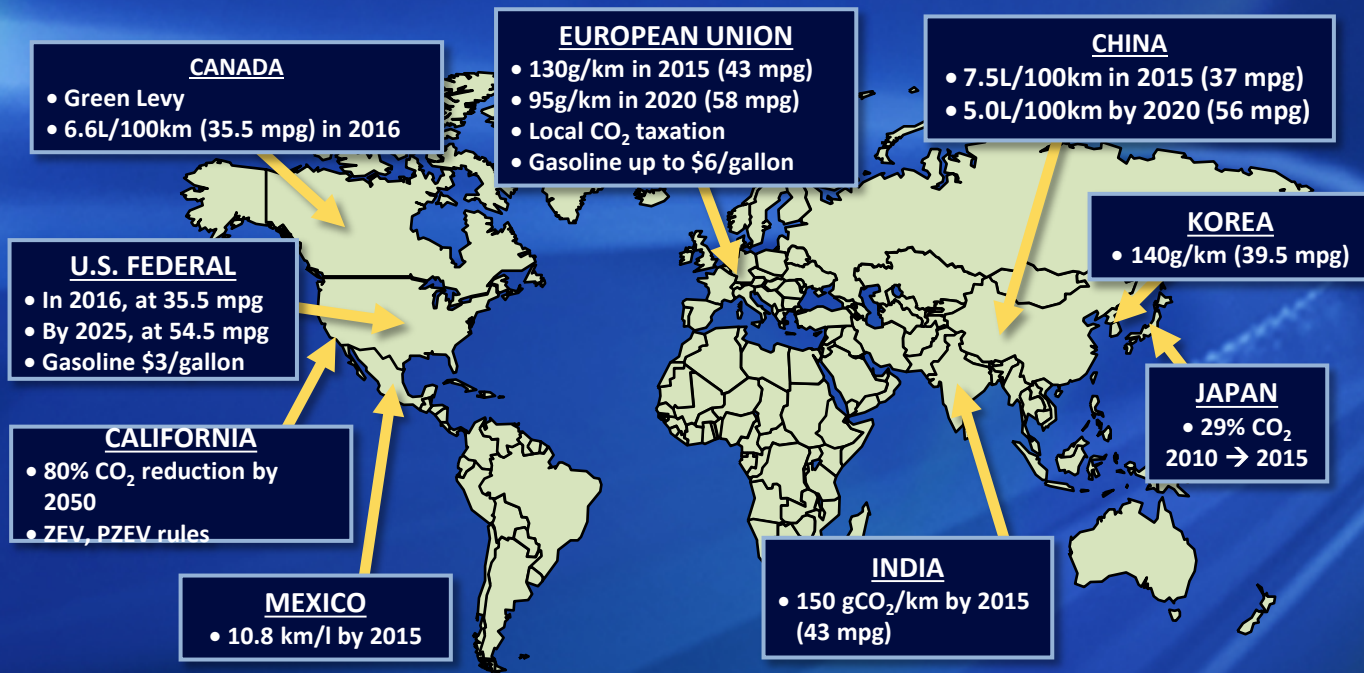 CANADA
• Green Levy
• 6.6L/100km (35.5 mpg) in 2016
EUROPEAN UNION
• 130g/km in 2015 (43 mpg)
• 95g/km in 2020 (58 mpg)
• Local CO₂ taxation
• Gasoline up to $6/gallon
CHINA
• 7.5L/100km in 2015 (37 mpg)
• 5.0L/100km by 2020 (56 mpg)
KOREA
• 140g/km (39.5 mpg)
U.S. FEDERAL
• In 2016, at 35.5 mpg
• By 2025, at 54.5 mpg
• Gasoline $3/gallon
JAPAN
• 29% CO₂
2010 → 2015
CALIFORNIA
• 80% CO₂ reduction by
2050
• ZEV, PZEV rules
MEXICO
• 10.8 km/l by 2015
INDIA
• 150 gCO₂/km by 2015
(43 mpg)